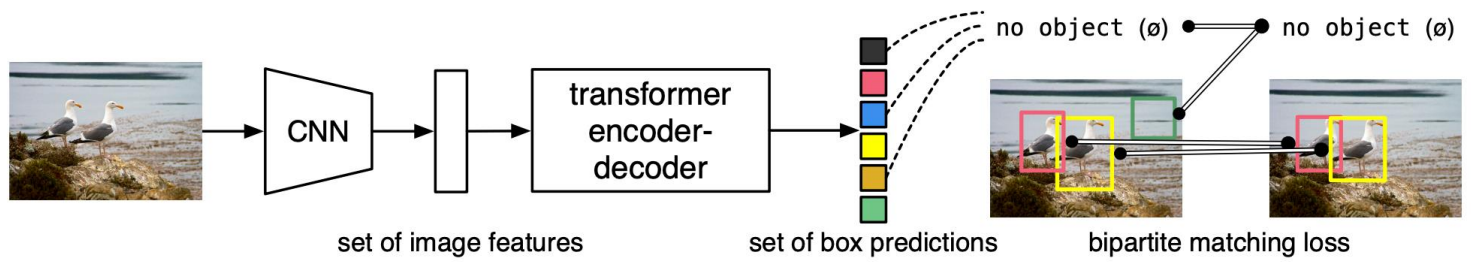 no object (ø)
no object (ø)
CNN
transformer
encoder-
decoder
set of image features
set of box predictions
bipartite matching loss